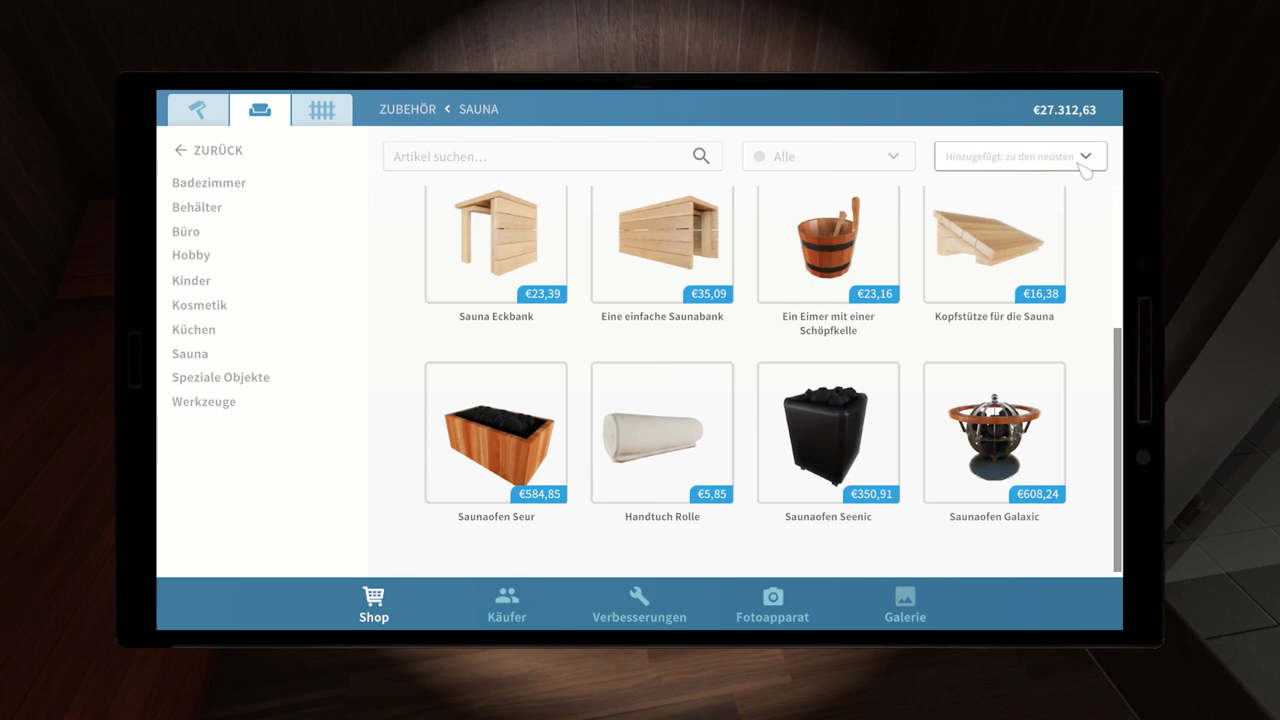 ZUBEHÖR < SAUNA
€27.312,63
ZURÜCK
Artikel suchen...
Alle
Hinzugefügt: zu den neusten
Badezimmer
Behälter
Büro
Hobby
Kinder
Kosmetik
Küchen
Sauna
Speziale Objekte
Werkzeuge
€23,39
€35,09
€23,16
€16,38
Sauna Eckbank
Eine einfache Saunabank
Ein Eimer mit einer
Schöpfkelle
Kopfstütze für die Sauna
€584,85
€5,85
€350,91
€608,24
Saunaofen Seur
Handtuch Rolle
Saunaofen Seenic
Saunaofen Galaxic
Shop
Käufer
Verbesserungen
Fotoapparat
Galerie